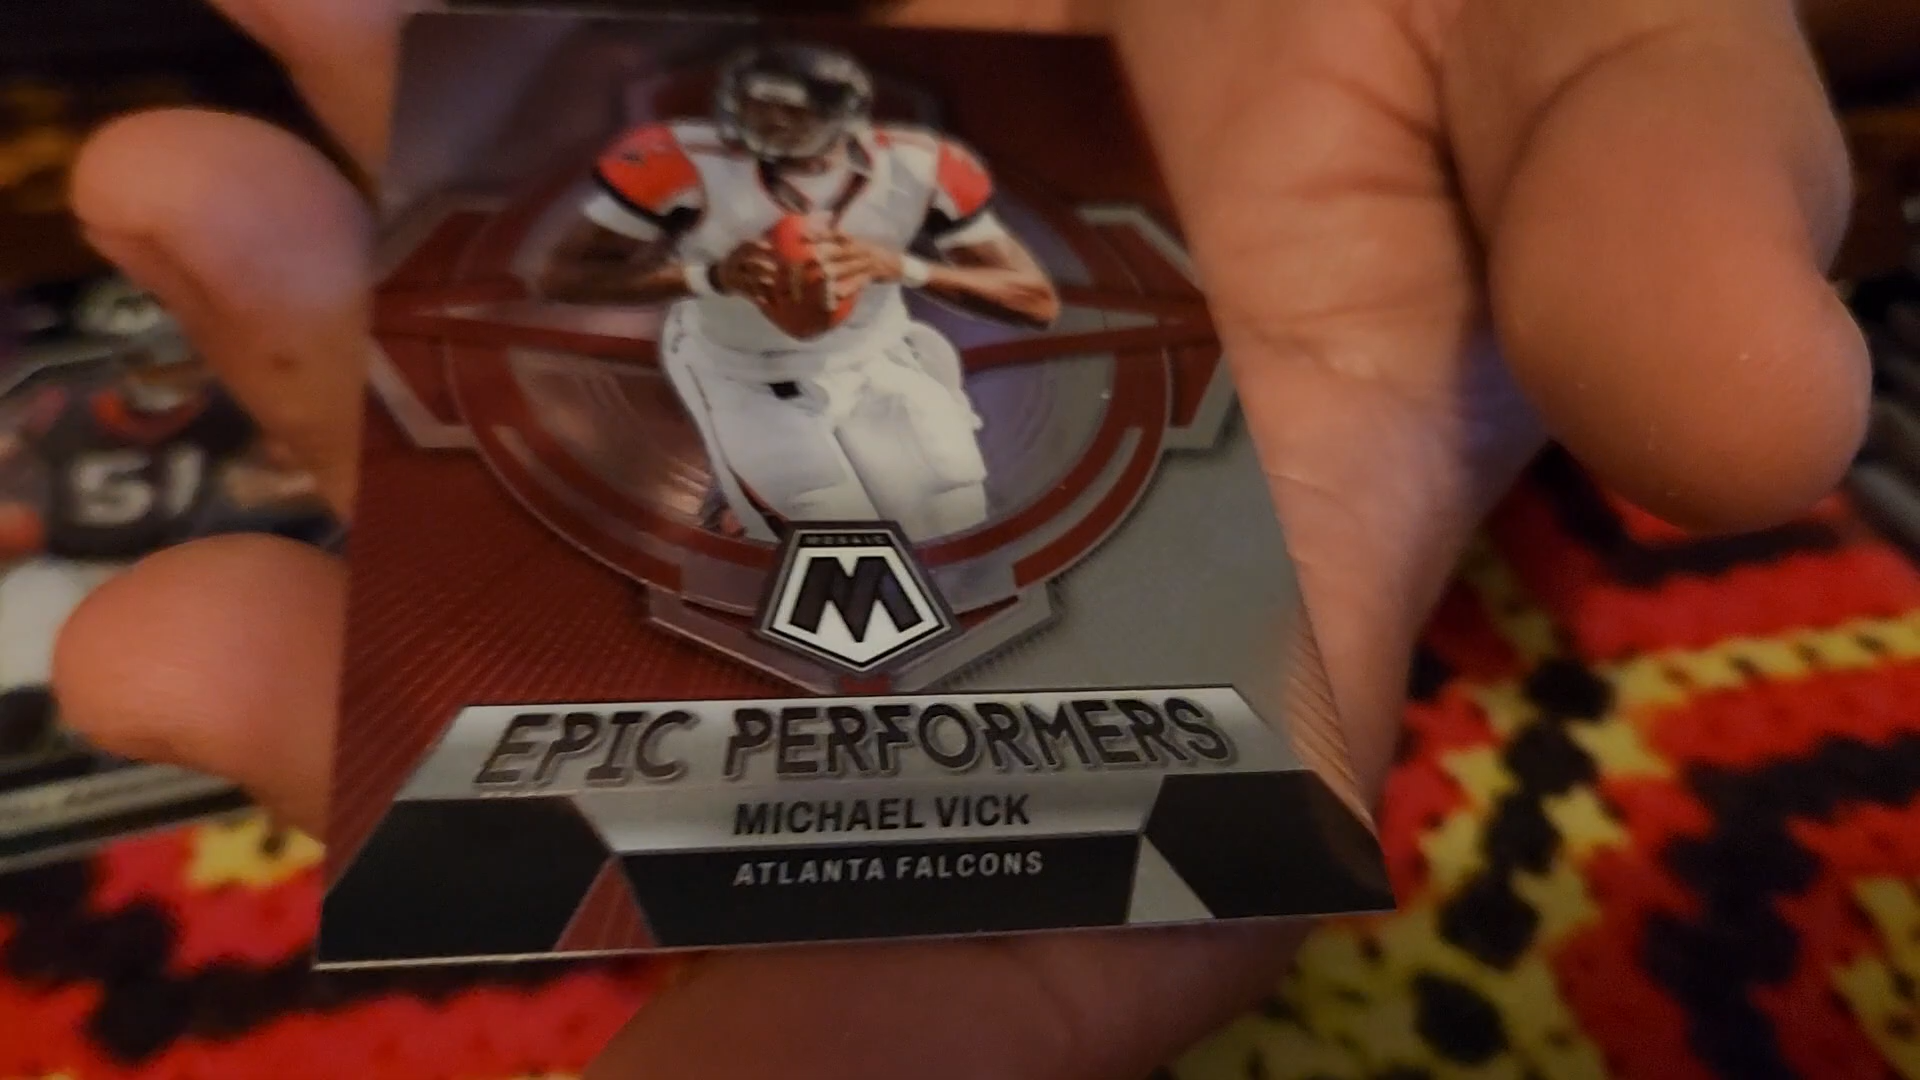 51
MOSAIC
M
EPIC PERFORMERS
MICHAEL VICK
ATLANTA FALCONS